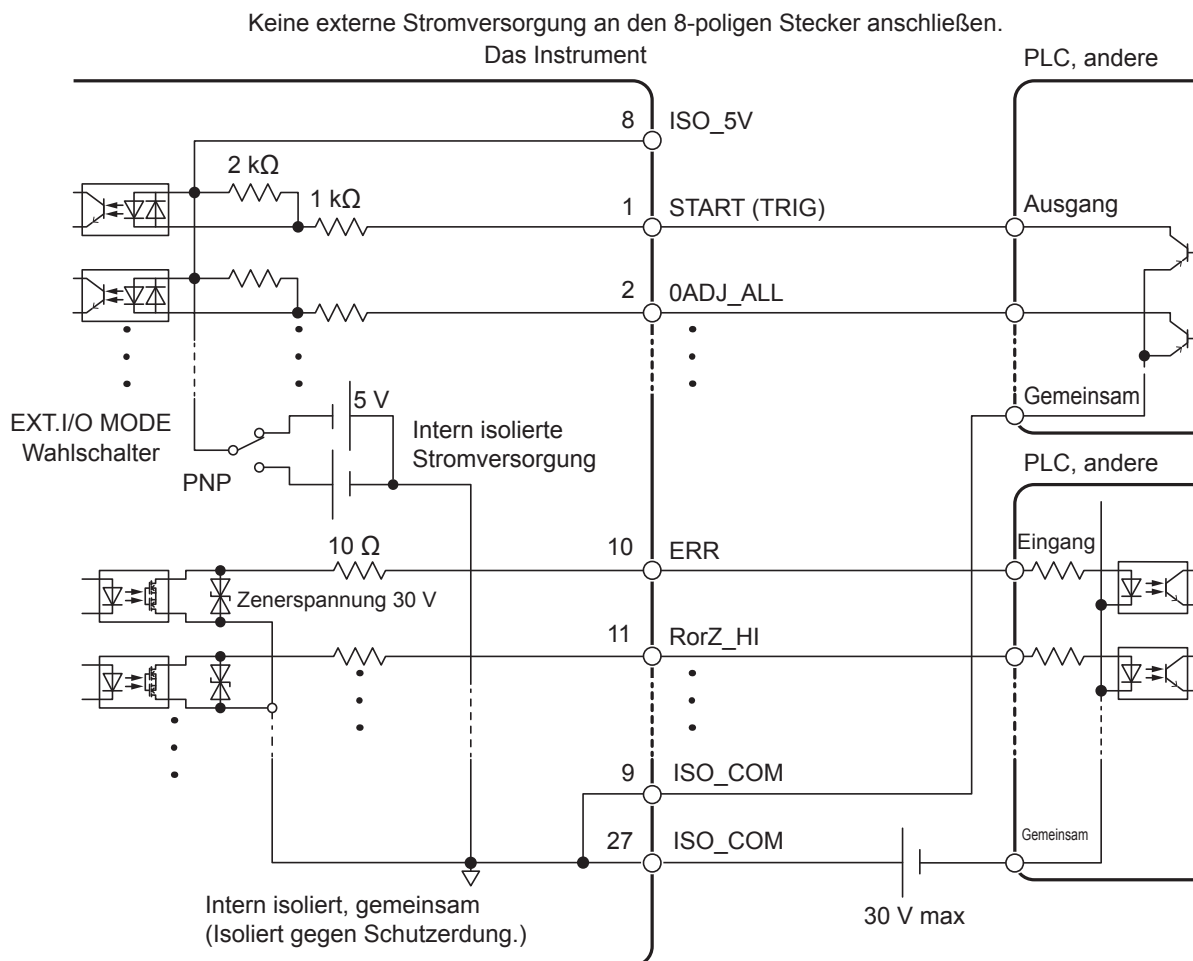 Keine externe Stromversorgung an den 8-poligen Stecker anschließen.
Das Instrument
PLC, andere
8
ISO_5V
2 kΩ
1 kΩ
1
START (TRIG)
Ausgang
2
0ADJ_ALL
5 V
Gemeinsam
EXT.I/O MODE
Wahlschalter
Intern isolierte
Stromversorgung
PNP
PLC, andere
10 Ω
10
ERR
Eingang
Zenerspannung 30 V
11
RorZ_HI
9
ISO_COM
27
ISO_COM
Gemeinsam
Intern isoliert, gemeinsam
(Isoliert gegen Schutzerdung.)
30 V max